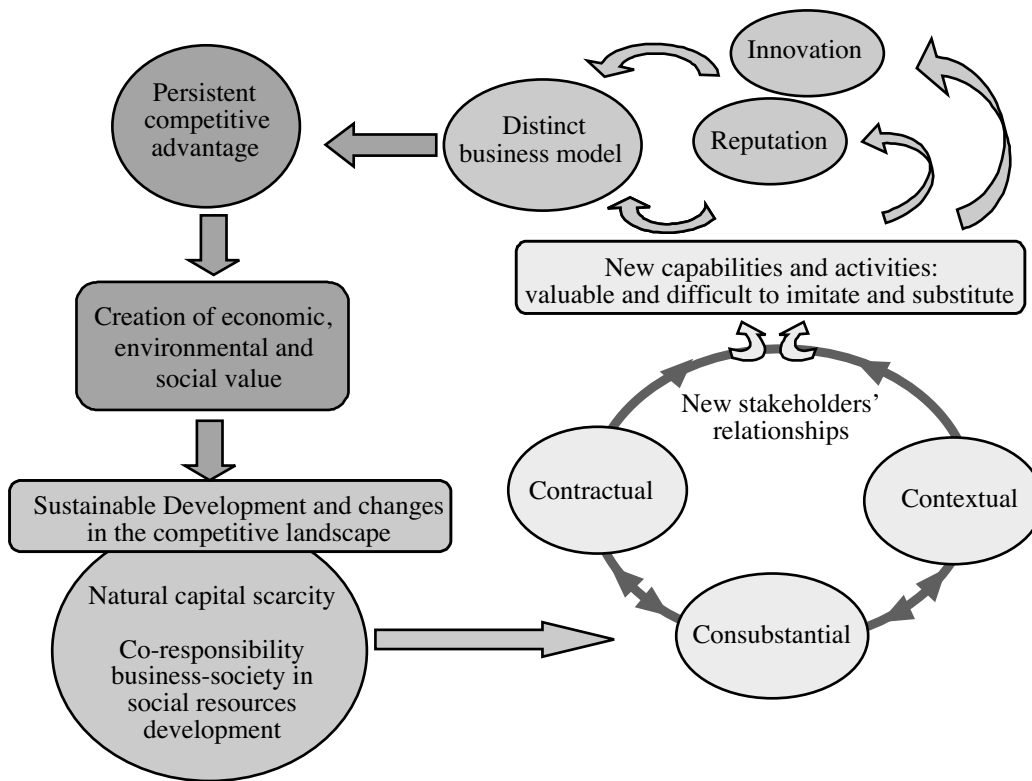 Persistent
competitive
advantage
Distinct
business model
Innovation
Reputation
New capabilities and activities:
valuable and difficult to imitate and substitute
Creation of economic,
environmental and
social value
New stakeholders’
relationships
Contractual
Contextual
Consubstantial
Sustainable Development and changes
in the competitive landscape
Natural capital scarcity
Co-responsibility
business-society in
social resources
development